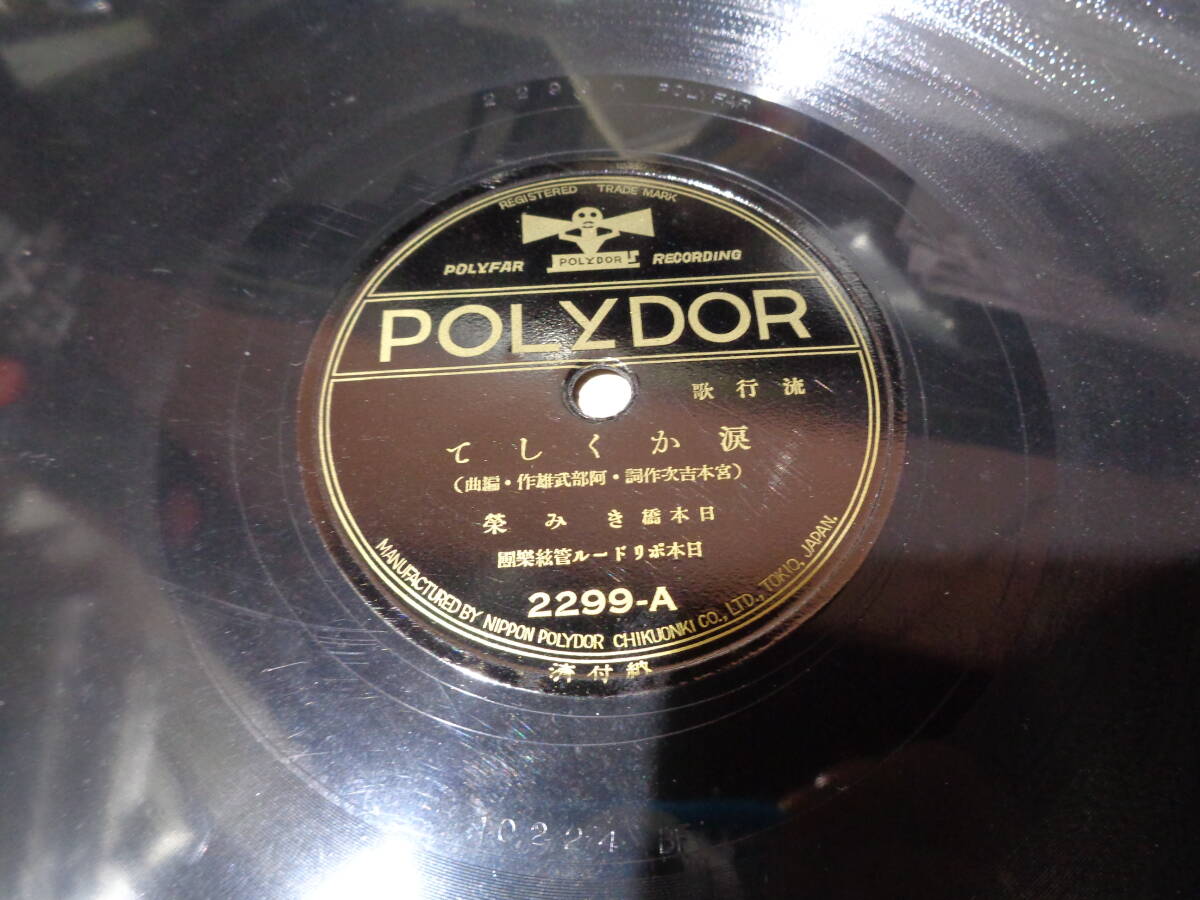 REGISTERED TRADE MARK
POLYDOR
POLYFAR RECORDING
POLYDOR
流行歌
涙かくして
(宮本吉次作詞・阿部武雄作・編曲)
日本橋きみ榮
日本ポリドール管絃樂團
2299-A
MANUFACTURED BY NIPPON POLYDOR CHIKUONKI CO., LTD., TOKIO, JAPAN.
納付済
POLYFAR